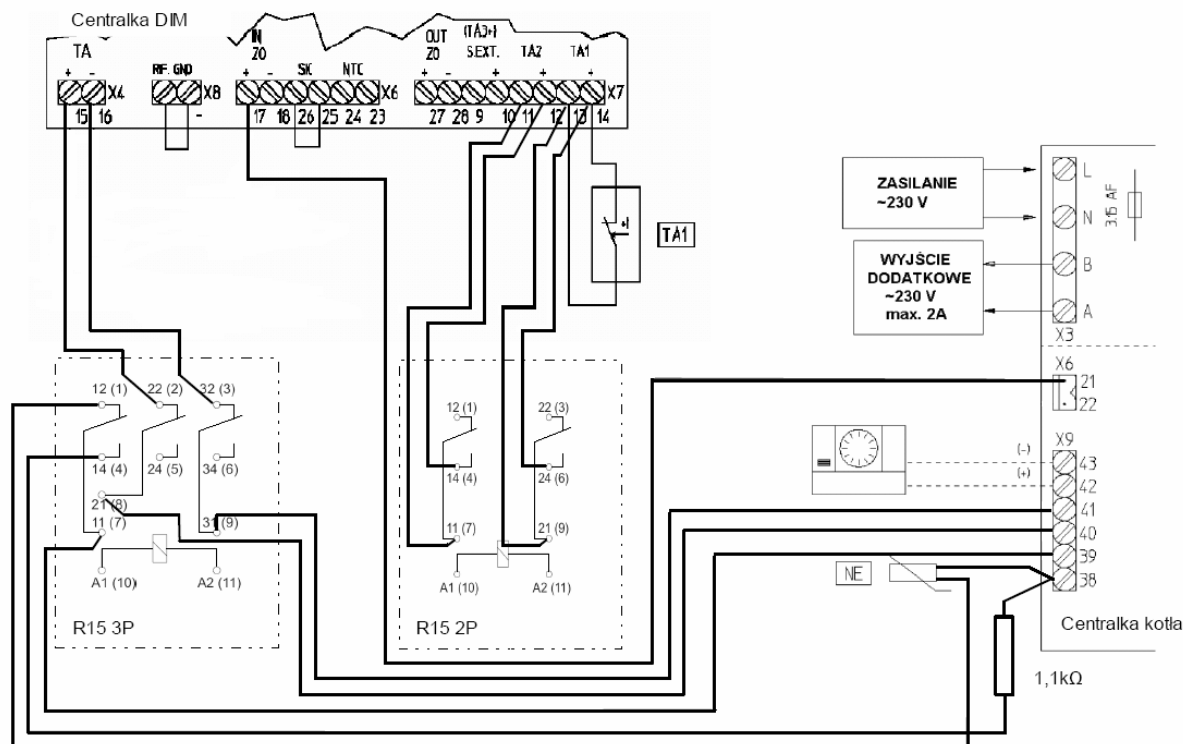 Centralka DIM
TA
+ -
X4
15 16
RIF. GND
X8
-
IN
20
+ -
S/C NTC
X6
17 18 26 25 24 23
OUT
20
+ -
(TA3+)
S.EXT. TA2 TA1
+ + +
X7
27 28 9 10 11 12 13 14
TA1
ZASILANIE
~230 V
WYJŚCIE
DODATKOWE
~230 V
max. 2A
L
N
B
A
X3
3.15 AF
X6
21
22
X9
(-)
43
(+)
42
41
40
39
38
NE
Centralka kotła
1,1kΩ
12 (1) 22 (2) 32 (3)
14 (4) 24 (5) 34 (6)
21 (8)
11 (7) 31 (9)
A1 (10) A2 (11)
R15 3P
12 (1) 22 (3)
14 (4) 24 (6)
11 (7) 21 (9)
A1 (10) A2 (11)
R15 2P